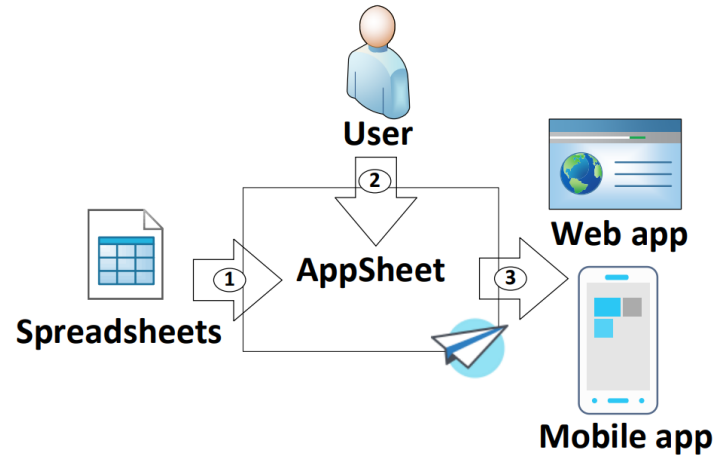 User
2
Web app
1
AppSheet
3
Spreadsheets
Mobile app